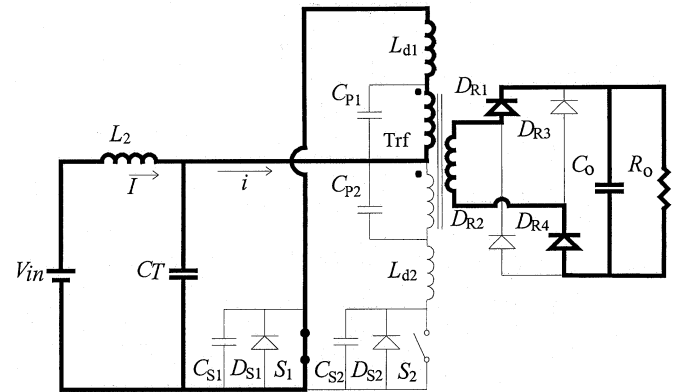 Ld1
CP1
DR1
Trf
DR3
L2
Co
Ro
I
i
CP2
DR2
DR4
Vin
CT
Ld2
CS1
DS1
S1
CS2
DS2
S2